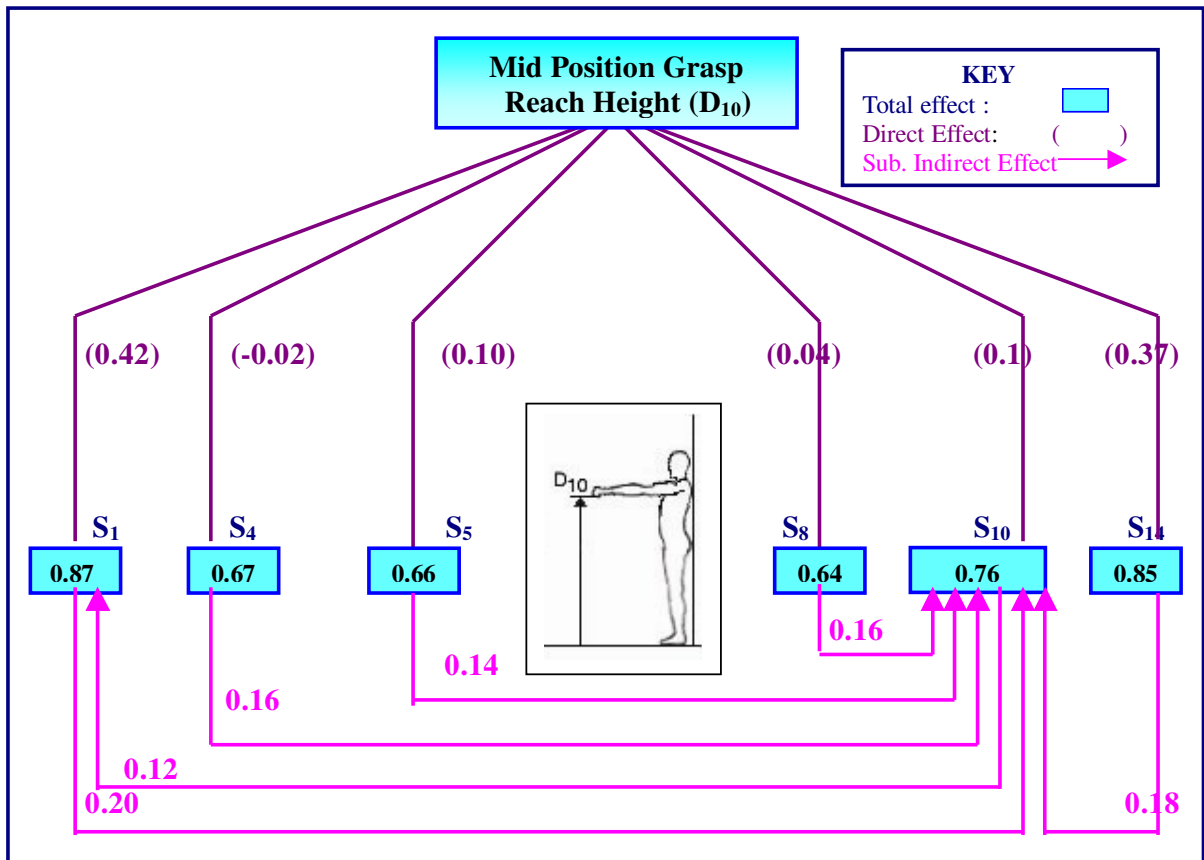 Mid Position Grasp
Reach Height (D₁₀)
KEY
Total effect :
Direct Effect: ( )
Sub. Indirect Effect
(0.42) (-0.02) (0.10) (0.04) (0.1) (0.37)
D₁₀
S₁ S₄ S₅ S₈ S₁₀ S₁₄
0.87 0.67 0.66 0.64 0.76 0.85
0.16
0.14
0.16
0.12
0.20 0.18